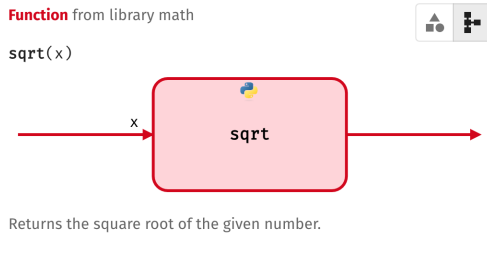 Function from library math
sqrt(x)
x
sqrt
Returns the square root of the given number.